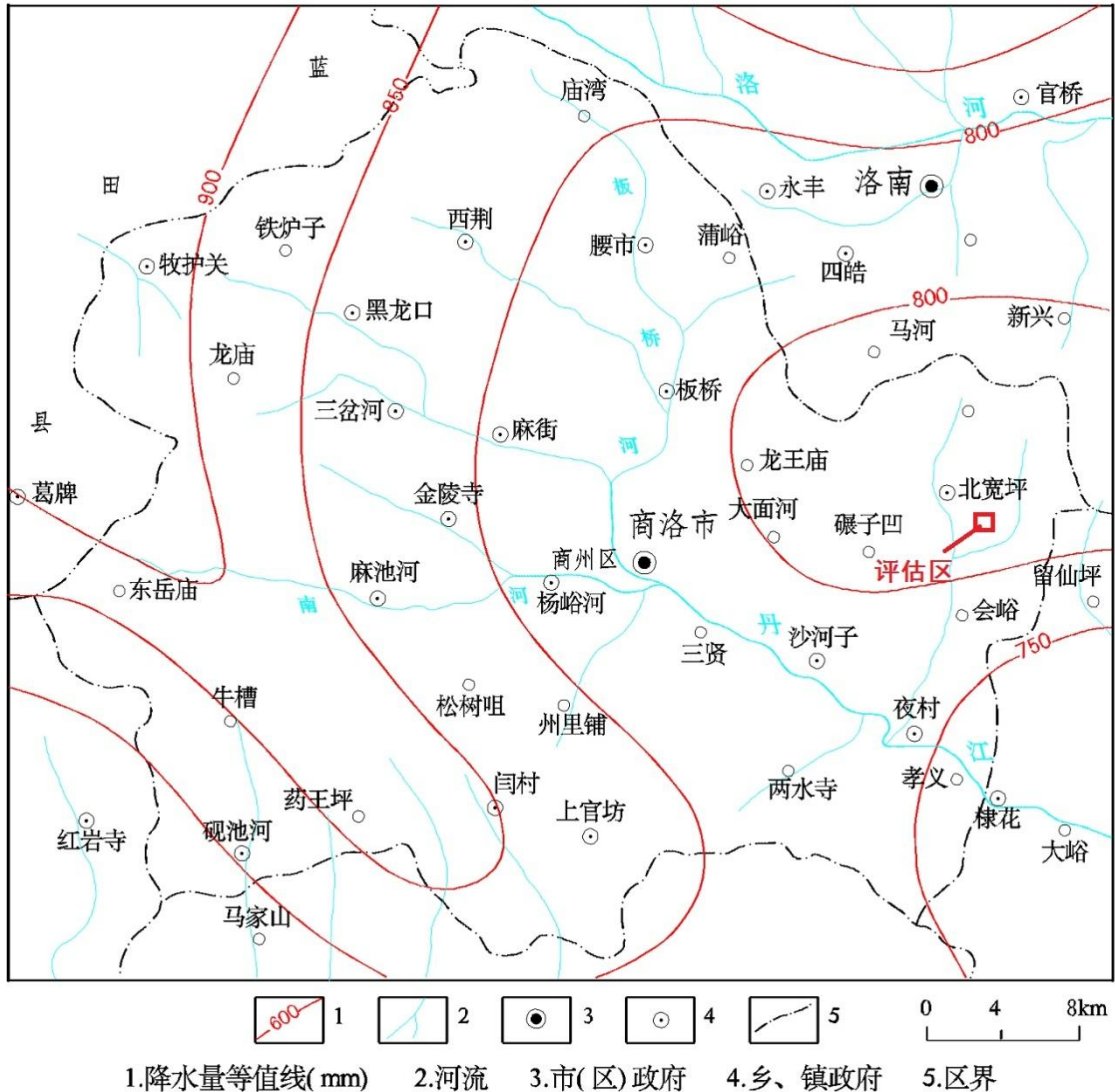 蓝
850
庙湾
洛
河
官桥
800
田
900
板
永丰
洛南
铁炉子
西荆
腰市
蒲峪
四皓
牧护关
800
黑龙口
新兴
桥
马河
龙庙
板桥
三岔河
麻街
县
河
龙王庙
葛牌
金陵寺
大面河
北宽坪
商洛市
碾子凹
商州区
评估区
麻池河
留仙坪
东岳庙
南
河
杨峪河
会峪
丹
三贤
沙河子
750
松树咀
牛槽
州里铺
夜村
江
闫村
两水寺
孝义
药王坪
上官坊
棣花
红岩寺
砚池河
大峪
马家山
600 1 2 3 4 5 0 4 8km
1.降水量等值线(mm) 2.河流 3.市(区)政府 4.乡、镇政府 5.区界